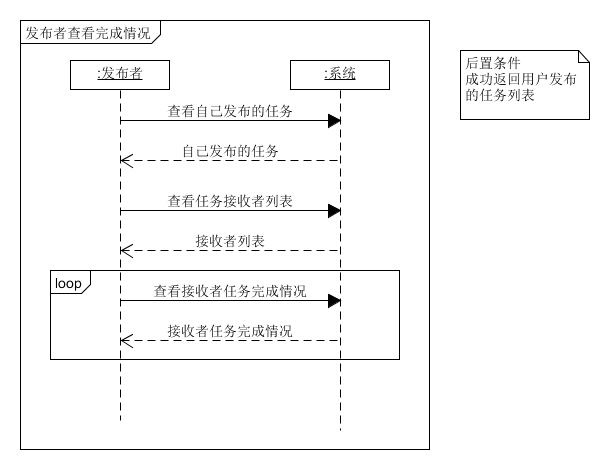 发布者查看完成情况
:发布者
:系统
后置条件
成功返回用户发布
的任务列表
查看自己发布的任务
自己发布的任务
查看任务接收者列表
接收者列表
loop
查看接收者任务完成情况
接收者任务完成情况